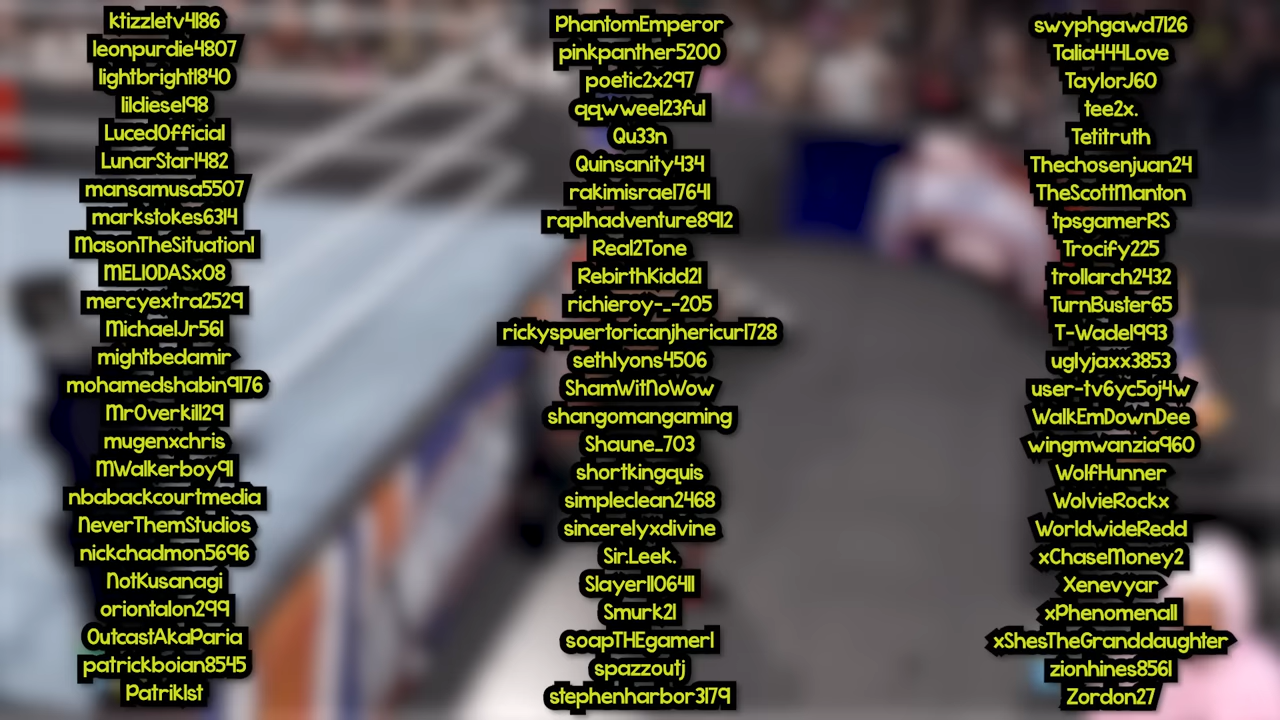 ktizzletv4186
leonpurdie4807
lightbright1840
lildiesel98
LucedOfficial
LunarStar1482
mansamusa5507
markstokes6314
MasonTheSituation1
MELIODASx08
mercyextra2529
MichaelJr561
mightbedamir
mohamedshabin9176
MrOverkill29
mugenxchris
MWalkerboy91
nbabackcourtmedia
NeverThemStudios
nickchadmon5696
NotKusanagi
oriontalon299
OutcastAkaParia
patrickboian8545
Patrik1st
PhantomEmperor
pinkpanther5200
poetic2x297
qqwwee123ful
Qu33n
Quinsanity434
rakimisrael7641
raplhadventure8912
Real2Tone
RebirthKidd21
richieroy-_-205
rickyspuertoricanjhericurl728
sethlyons4506
ShamWitNoWow
shangomangaming
Shaune_703
shortkingquis
simpleclean2468
sincerelyxdivine
Sir.Leek.
Slayer1106411
Smurk21
soapTHEgamer1
spazzoutj
stephenharbor3179
swyphgawd7126
Talia444Love
TaylorJ60
tee2x.
Tetitruth
Thechosenjuan24
TheScottManton
tpsgamerRS
Trocify225
trollarch2432
TurnBuster65
T-Wade1993
uglyjaxx3853
user-tv6yc5oj4w
WalkEmDownDee
wingmwanzia960
WolfHunner
WolvieRockx
WorldwideRedd
xChaseMoney2
Xenevyar
xPhenomenal1
xShesTheGranddaughter
zionhines8561
Zordon27